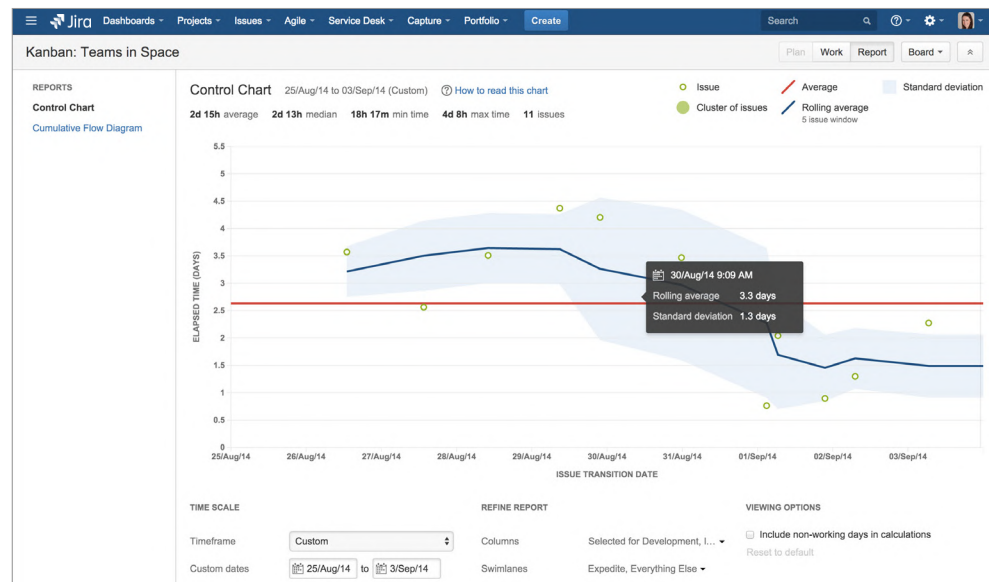 Jira Dashboards Projects Issues Agile Service Desk Capture Portfolio Create Search
Kanban: Teams in Space Plan Work Report Board
REPORTS
Control Chart
Cumulative Flow Diagram
Control Chart 25/Aug/14 to 03/Sep/14 (Custom) How to read this chart
2d 15h average 2d 13h median 18h 17m min time 4d 8h max time 11 issues
Issue Average Standard deviation
Cluster of issues Rolling average
5 issue window
5.5
5
4.5
4
3.5
3
2.5
2
1.5
1
0.5
0
ELAPSED TIME (DAYS)
30/Aug/14 9:09 AM
Rolling average 3.3 days
Standard deviation 1.3 days
25/Aug/14 26/Aug/14 27/Aug/14 28/Aug/14 29/Aug/14 30/Aug/14 31/Aug/14 01/Sep/14 02/Sep/14 03/Sep/14
ISSUE TRANSITION DATE
TIME SCALE REFINE REPORT VIEWING OPTIONS
Timeframe Custom Columns Selected for Development, I... Include non-working days in calculations
Reset to default
Custom dates 25/Aug/14 to 3/Sep/14 Swimlanes Expedite, Everything Else